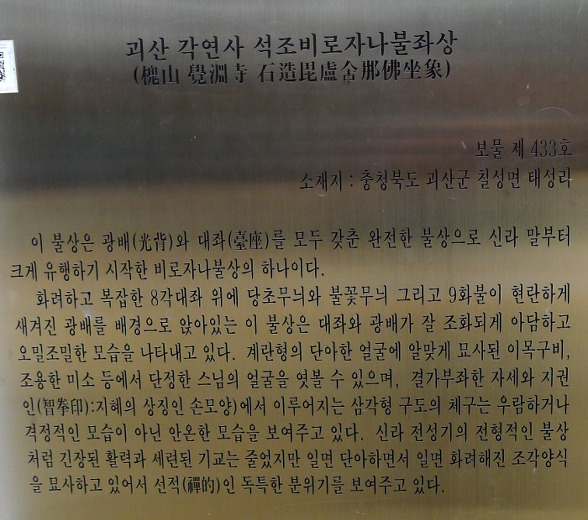 괴산 각연사 석조비로자나불좌상
(槐山 覺淵寺 石造毘盧舍那佛坐象)
보물 제 433호
소재지 : 충청북도 괴산군 칠성면 태성리
이 불상은 광배(光背)와 대좌(臺座)를 모두 갖춘 완전한 불상으로 신라 말부터
크게 유행하기 시작한 비로자나불상의 하나이다.
화려하고 복잡한 8각대좌 위에 당초무늬와 불꽃무늬 그리고 9화불이 현란하게
새겨진 광배를 배경으로 앉아있는 이 불상은 대좌와 광배가 잘 조화되게 아담하고
오밀조밀한 모습을 나타내고 있다. 계란형의 단아한 얼굴에 알맞게 묘사된 이목구비,
조용한 미소 등에서 단정한 스님의 얼굴을 엿볼 수 있으며, 결가부좌한 자세와 지권
인(智拳印):지혜의 상징인 손모양)에서 이루어지는 삼각형 구도의 체구는 우람하거나
격정적인 모습이 아닌 안온한 모습을 보여주고 있다. 신라 전성기의 전형적인 불상
처럼 긴장된 활력과 세련된 기교는 줄었지만 일면 단아하면서 일면 화려해진 조각양식
을 묘사하고 있어서 선적(禪的)인 독특한 분위기를 보여주고 있다.